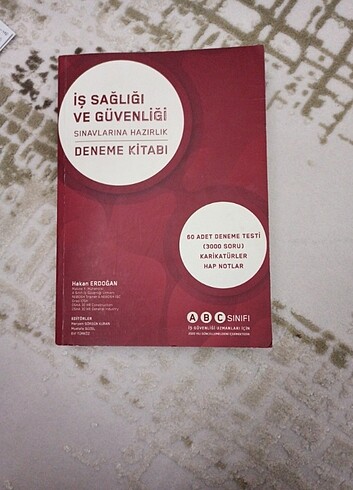 İŞ SAĞLIĞI
VE GÜVENLİĞİ
SINAVLARINA HAZIRLIK
DENEME KİTABI
60 ADET DENEME TESTİ
(3000 SORU)
KARİKATÜRLER
HAP NOTLAR
Hakan ERDOĞAN
EDİTÖRLER
A B C SINIFI
İŞ GÜVENLİĞİ UZMANLARI İÇİN